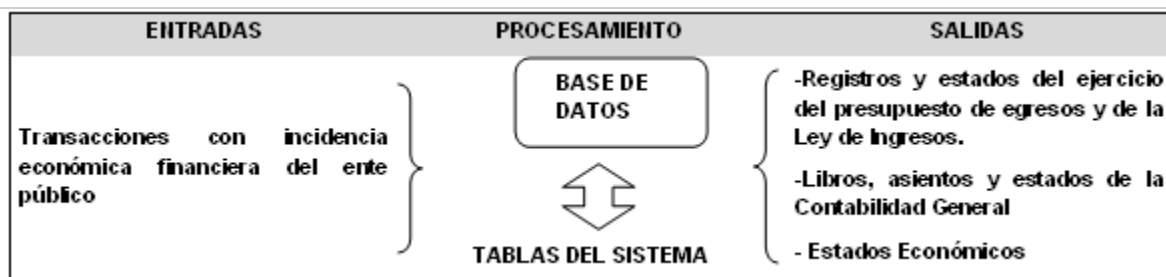 ENTRADAS
PROCESAMIENTO
SALIDAS
Transacciones con incidencia
económica financiera del ente
público
BASE DE
DATOS
TABLAS DEL SISTEMA
-Registros y estados del ejercicio
del presupuesto de egresos y de la
Ley de Ingresos.
-Libros, asientos y estados de la
Contabilidad General
- Estados Económicos